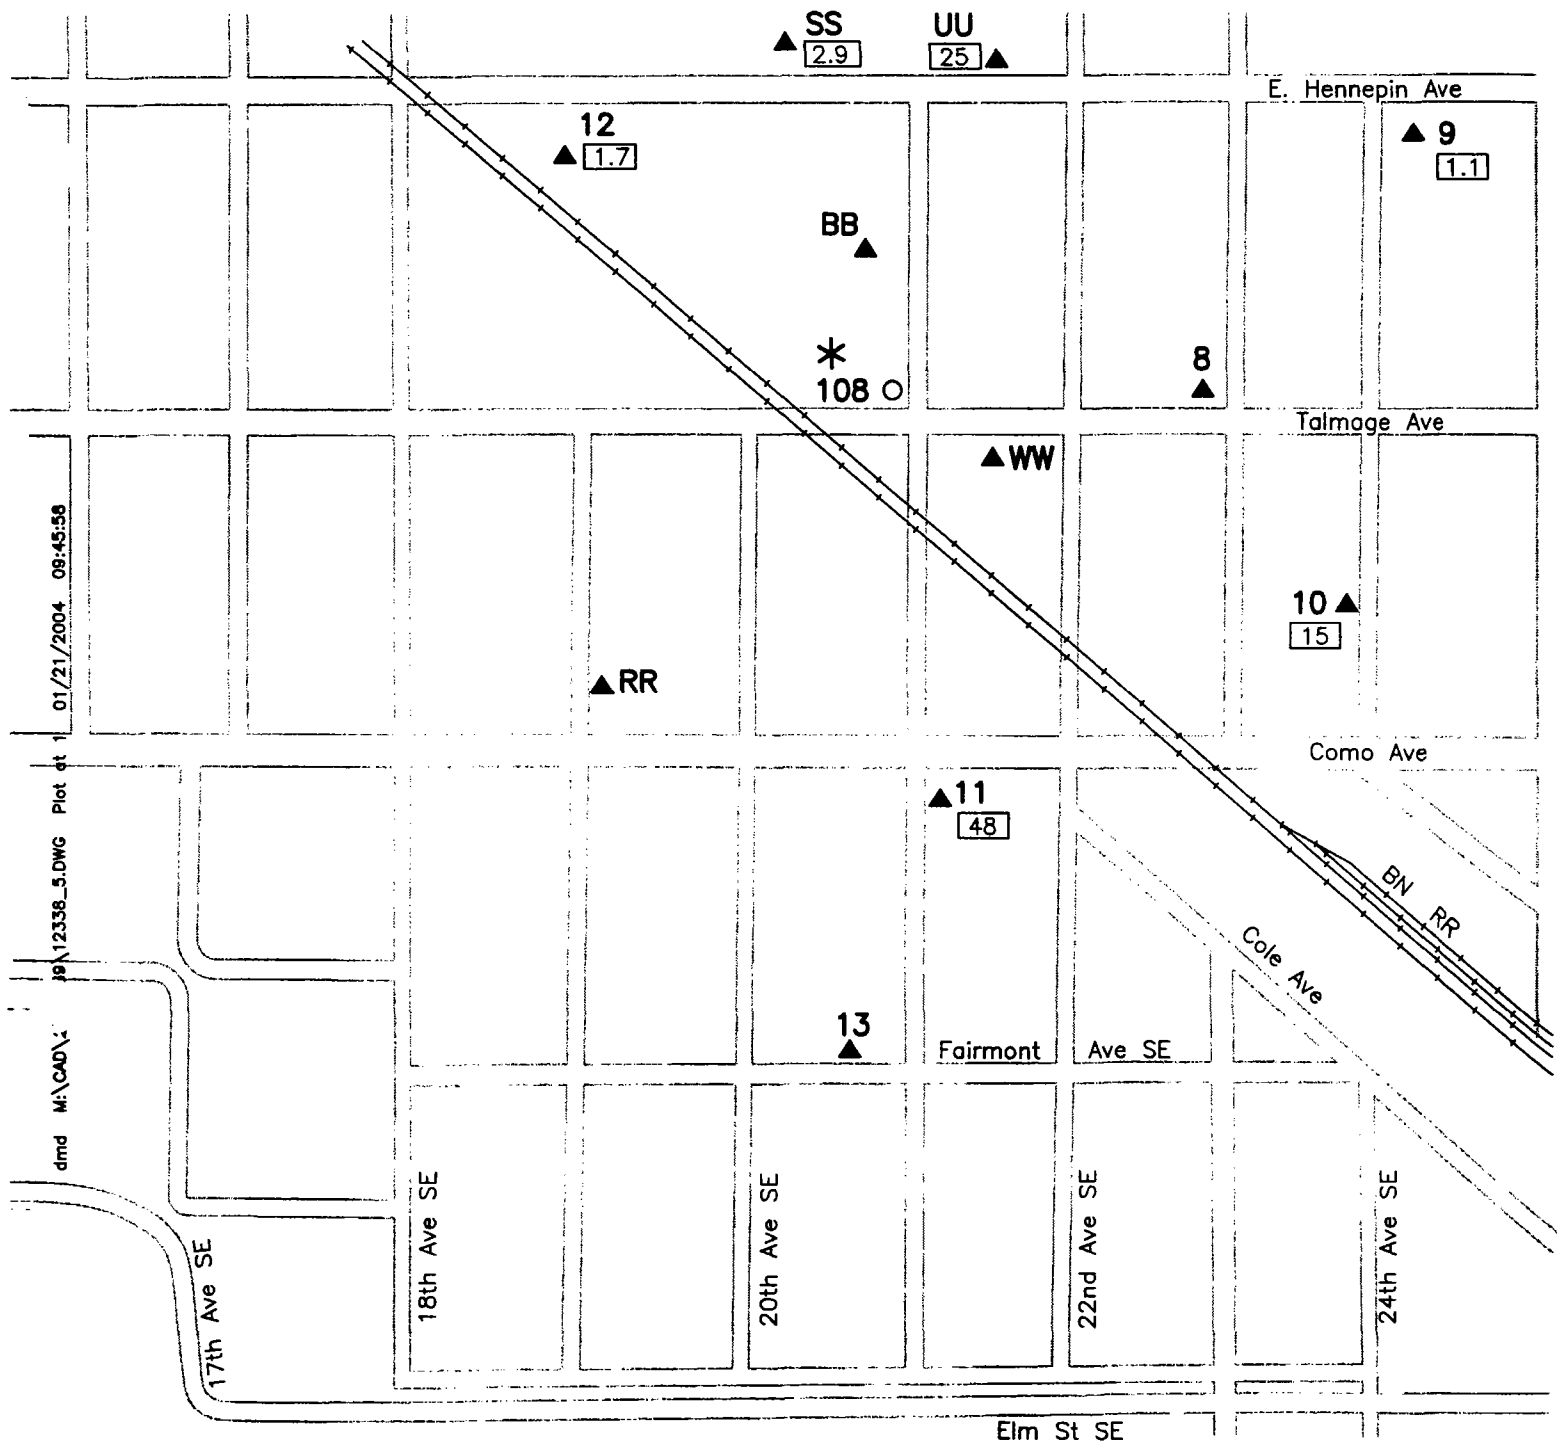 SS
2.9
UU
25
E. Hennepin Ave
12
1.7
9
1.1
BB
*
108
8
Talmage Ave
WW
10
15
RR
Como Ave
11
48
BN RR
Cole Ave
13
Fairmont Ave SE
17th Ave SE
18th Ave SE
20th Ave SE
22nd Ave SE
24th Ave SE
Elm St SE
dmd M:\CAD\ 39\12338_5.DWG Plot at 1 01/21/2004 09:45:58